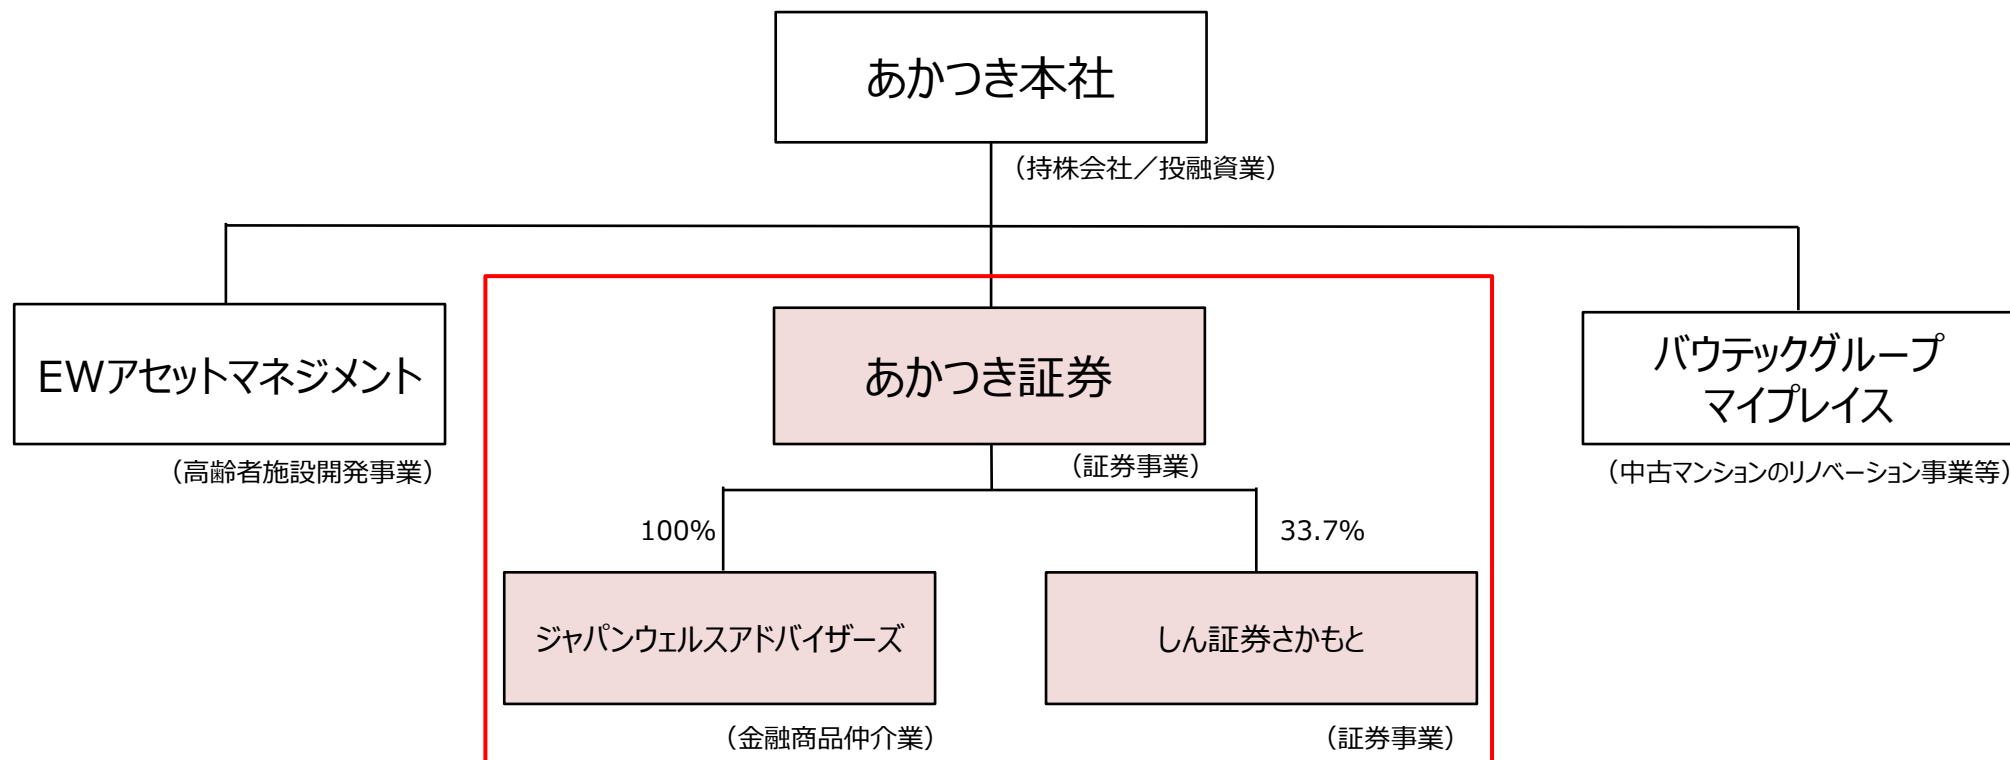 あかつき本社
（持株会社／投融資業）
EWアセットマネジメント
（高齢者施設開発事業）
あかつき証券
（証券事業）
バウテックグループ
マイプレイス
（中古マンションのリノベーション事業等）
100%
33.7%
ジャパンウェルスアドバイザーズ
（金融商品仲介業）
しん証券さかもと
（証券事業）